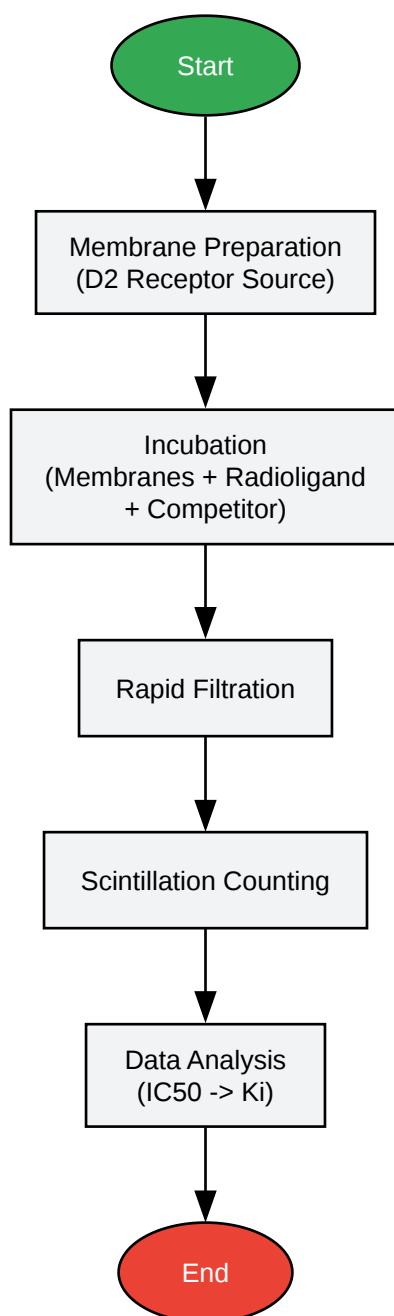 Start
Membrane Preparation
(D2 Receptor Source)
Incubation
(Membranes + Radioligand
+ Competitor)
Rapid Filtration
Scintillation Counting
Data Analysis
(IC50 -> Ki)
End